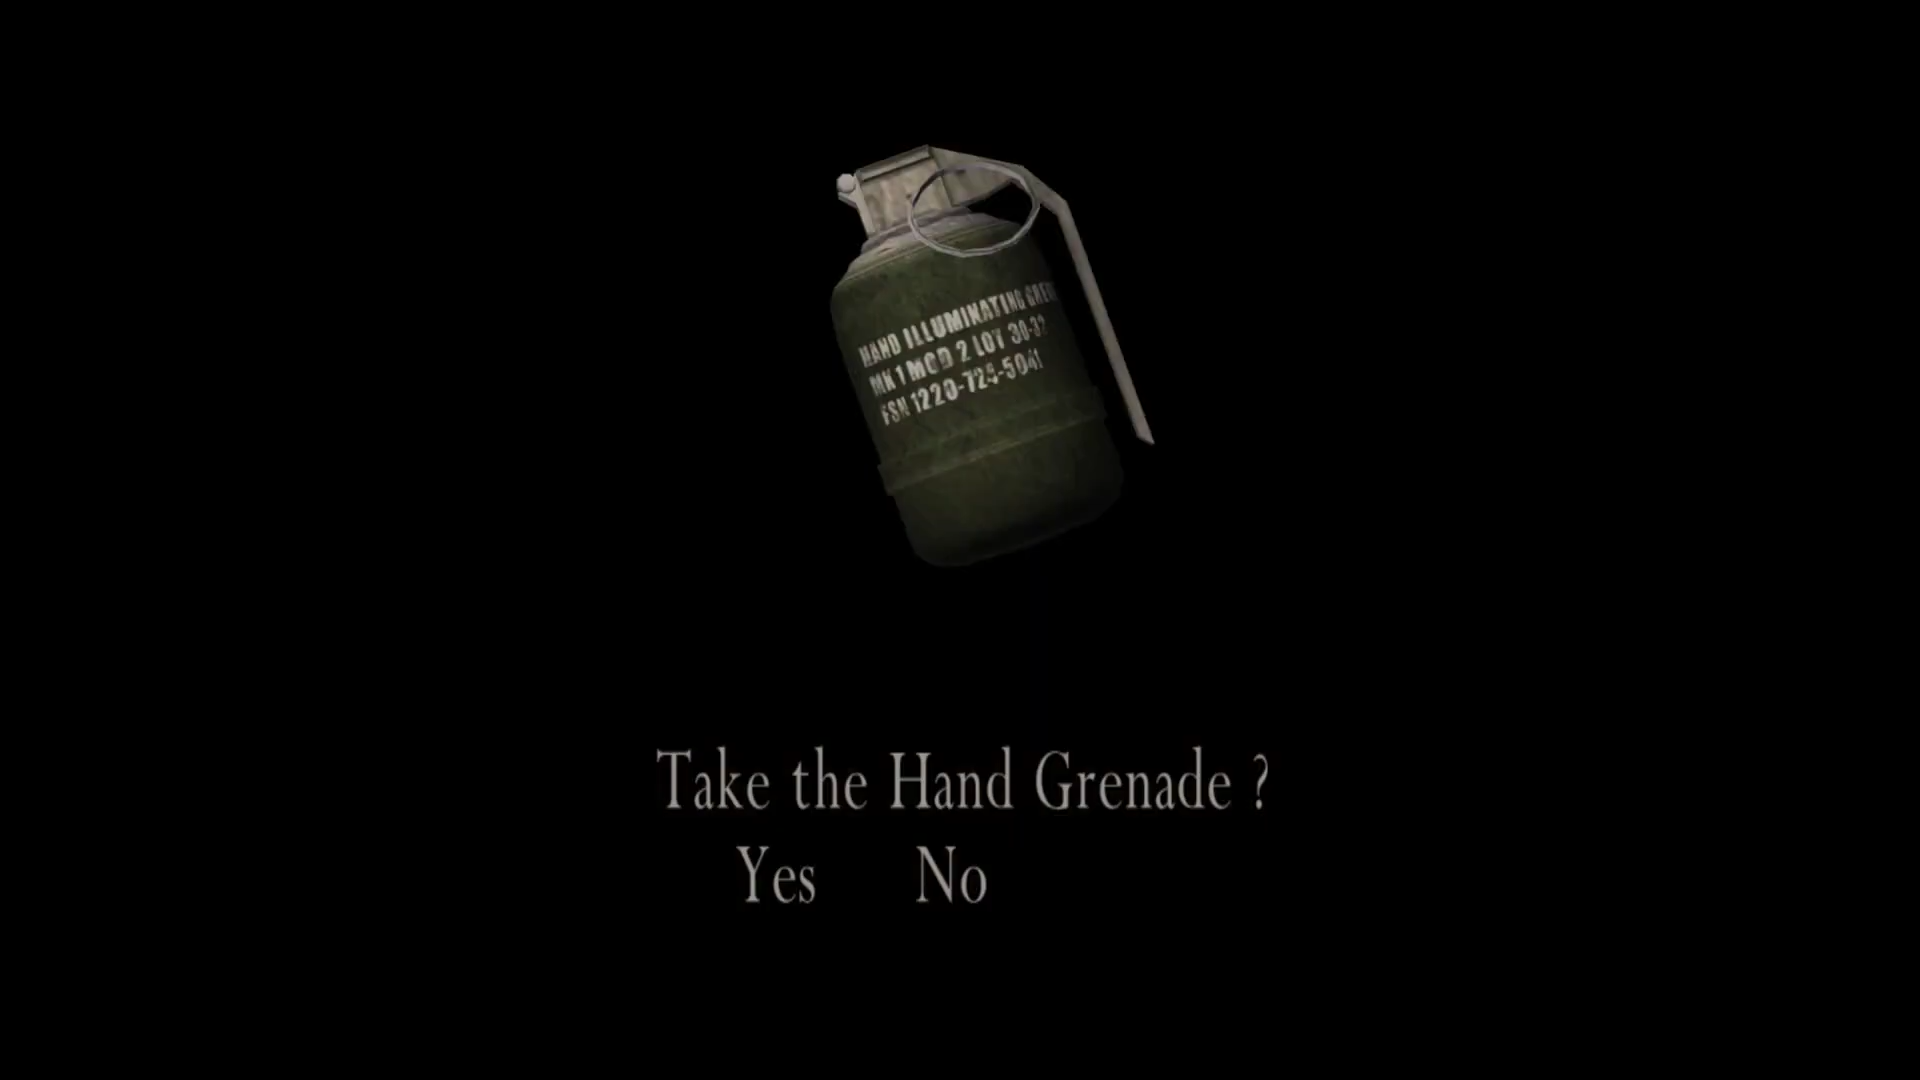 HAND ILLUMINATING GREN
MK 1 MOD 2 LOT 30-32
FSN 1220-724-5041
Take the Hand Grenade ?
Yes No